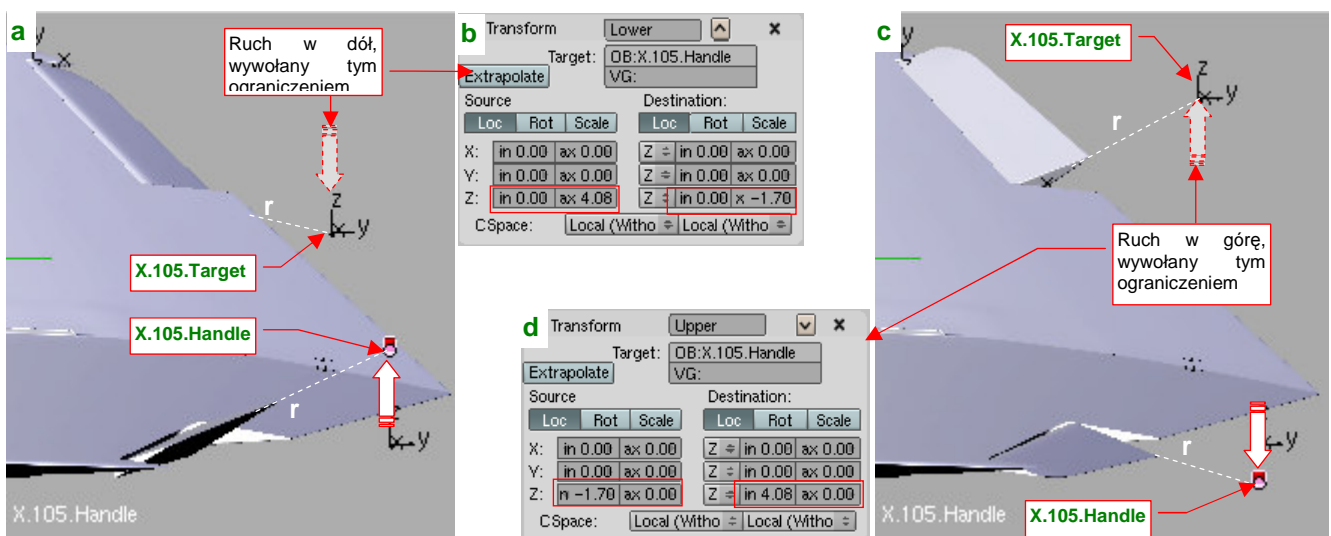 a
y
x
Ruch w dół,
wywołany tym
ograniczeniem
z
y
r
X.105.Target
X.105.Handle
r
y
X.105.Handle
b
Transform Lower
Target: OB:X.105.Handle
Extrapolate VG:
Source Destination:
Loc Rot Scale Loc Rot Scale
X: in 0.00 ax 0.00 Z in 0.00 ax 0.00
Y: in 0.00 ax 0.00 Z in 0.00 ax 0.00
Z: in 0.00 ax 4.08 Z in 0.00 x -1.70
CSpace: Local (Witho Local (Witho
d
Transform Upper
Target: OB:X.105.Handle
Extrapolate VG:
Source Destination:
Loc Rot Scale Loc Rot Scale
X: in 0.00 ax 0.00 Z in 0.00 ax 0.00
Y: in 0.00 ax 0.00 Z in 0.00 ax 0.00
Z: n -1.70 ax 0.00 Z in 4.08 ax 0.00
CSpace: Local (Witho Local (Witho
c
y
X.105.Target
z
y
r
Ruch w górę,
wywołany tym
ograniczeniem
r
y
X.105.Handle
X.105.Handle